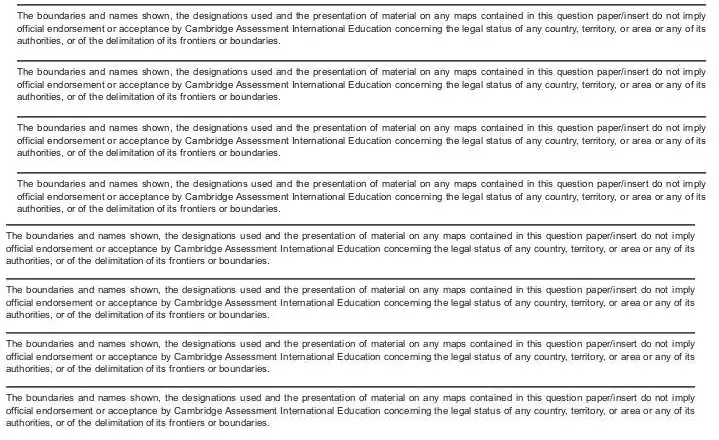 The boundaries and names shown, the designations used and the presentation of material on any maps contained in this question paper/insert do not imply
official endorsement or acceptance by Cambridge Assessment International Education concerning the legal status of any country, territory, or area or any of its
authorities, or of the delimitation of its frontiers or boundaries.
The boundaries and names shown, the designations used and the presentation of material on any maps contained in this question paper/insert do not imply
official endorsement or acceptance by Cambridge Assessment International Education concerning the legal status of any country, territory, or area or any of its
authorities, or of the delimitation of its frontiers or boundaries.
The boundaries and names shown, the designations used and the presentation of material on any maps contained in this question paper/insert do not imply
official endorsement or acceptance by Cambridge Assessment International Education concerning the legal status of any country, territory, or area or any of its
authorities, or of the delimitation of its frontiers or boundaries.
The boundaries and names shown, the designations used and the presentation of material on any maps contained in this question paper/insert do not imply
official endorsement or acceptance by Cambridge Assessment International Education concerning the legal status of any country, territory, or area or any of its
authorities, or of the delimitation of its frontiers or boundaries.
The boundaries and names shown, the designations used and the presentation of material on any maps contained in this question paper/insert do not imply
official endorsement or acceptance by Cambridge Assessment International Education concerning the legal status of any country, territory, or area or any of its
authorities, or of the delimitation of its frontiers or boundaries.
The boundaries and names shown, the designations used and the presentation of material on any maps contained in this question paper/insert do not imply
official endorsement or acceptance by Cambridge Assessment International Education concerning the legal status of any country, territory, or area or any of its
authorities, or of the delimitation of its frontiers or boundaries.
The boundaries and names shown, the designations used and the presentation of material on any maps contained in this question paper/insert do not imply
official endorsement or acceptance by Cambridge Assessment International Education concerning the legal status of any country, territory, or area or any of its
authorities, or of the delimitation of its frontiers or boundaries.
The boundaries and names shown, the designations used and the presentation of material on any maps contained in this question paper/insert do not imply
official endorsement or acceptance by Cambridge Assessment International Education concerning the legal status of any country, territory, or area or any of its
authorities, or of the delimitation of its frontiers or boundaries.